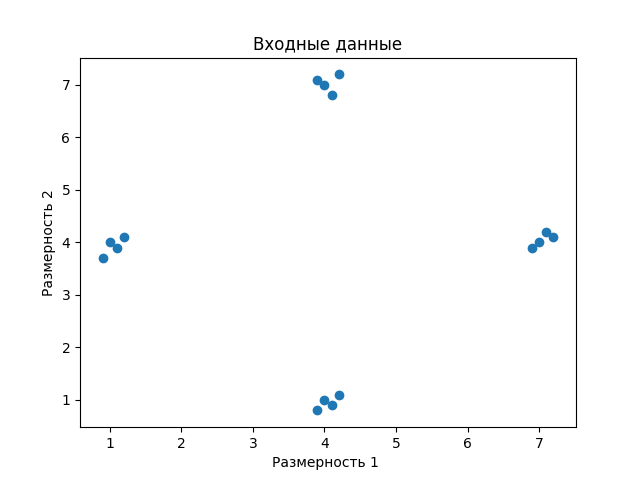 Входные данные
7
6
5
4
3
2
1
Размерность 2
1 2 3 4 5 6 7
Размерность 1